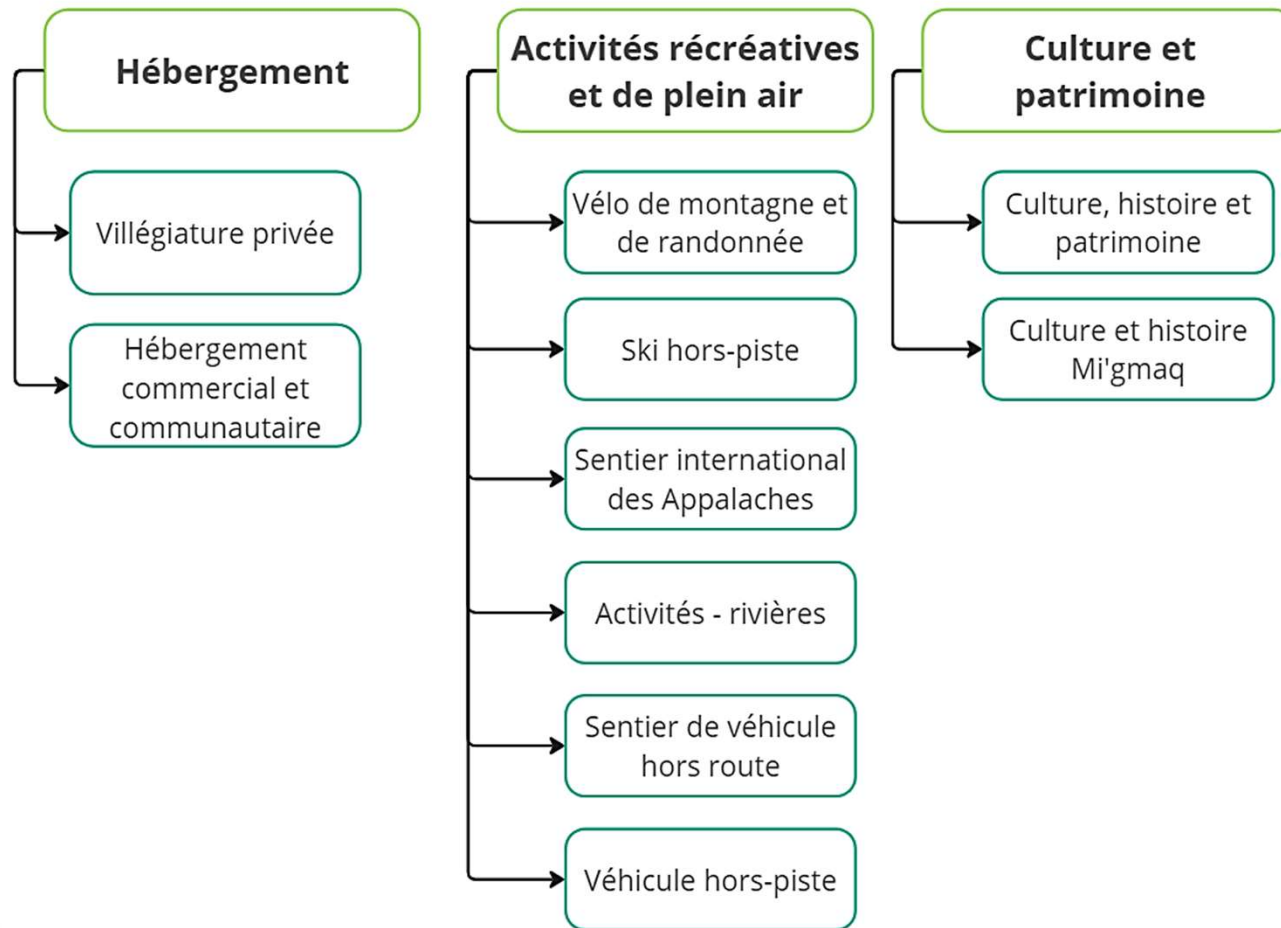 Hébergement
Villégiature privée
Hébergement
commercial et
communautaire
Activités récréatives
et de plein air
Vélo de montagne et
de randonnée
Ski hors-piste
Sentier international
des Appalaches
Activités - rivières
Sentier de véhicule
hors route
Véhicule hors-piste
Culture et
patrimoine
Culture, histoire et
patrimoine
Culture et histoire
Mi'gmaq